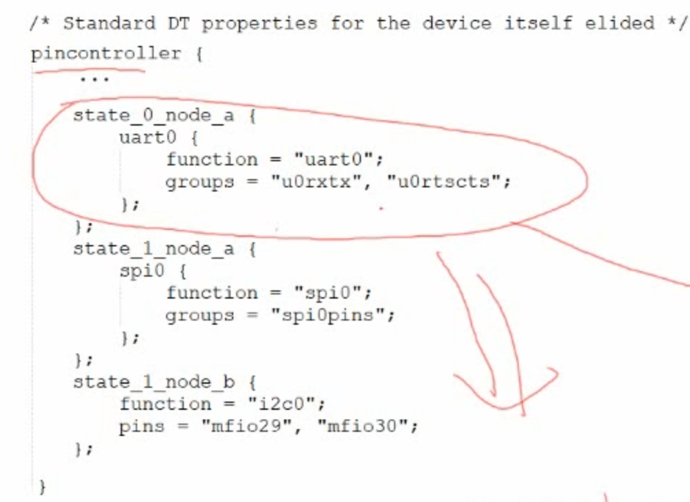 /* Standard DT properties for the device itself elided */
pincontroller {
...
state_0_node_a {
uart0 {
function = "uart0";
groups = "u0rxtx", "u0rtscts";
};
};
state_1_node_a {
spi0 {
function = "spi0";
groups = "spi0pins";
};
};
state_1_node_b {
function = "i2c0";
pins = "mfio29", "mfio30";
};
}